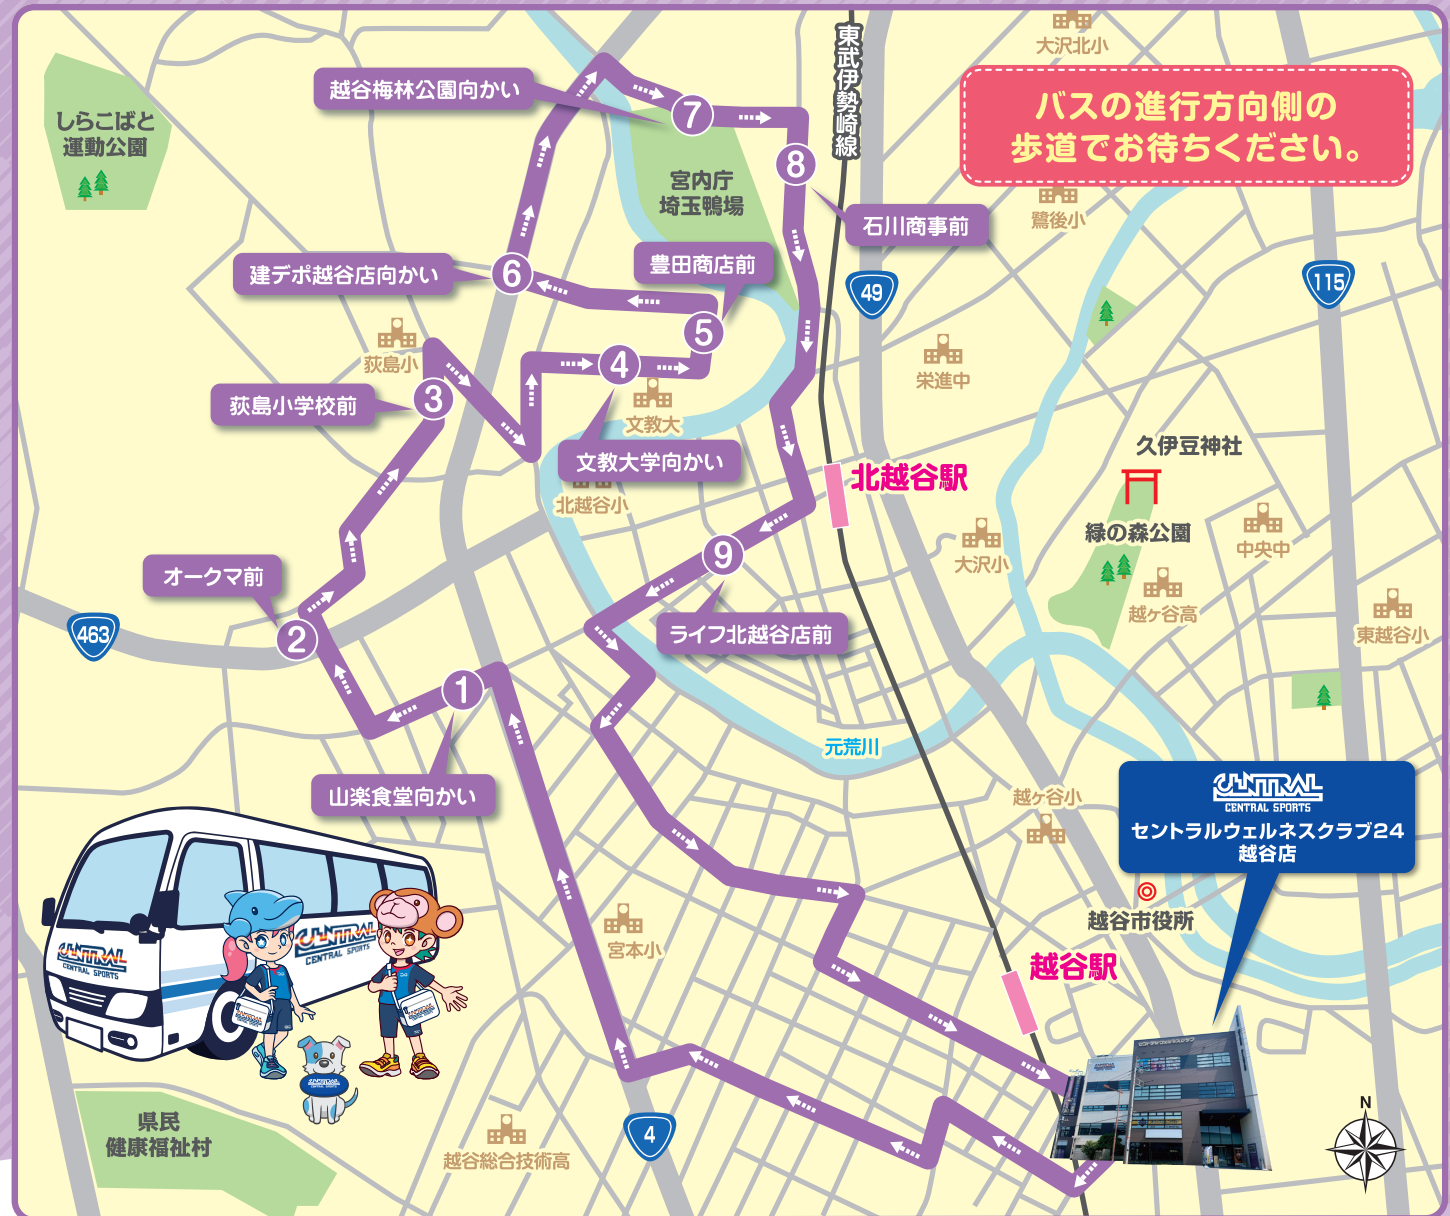 東武伊勢崎線
大沢北小
バスの進行方向側の
歩道でお待ちください。
越谷梅林公園向かい
7
しらこばと
運動公園
8
宮内庁
埼玉鴨場
鷺後小
石川商事前
豊田商店前
建デポ越谷店向かい
6
49
115
5
荻島小
4
栄進中
荻島小学校前
3
文教大
文教大学向かい
久伊豆神社
北越谷駅
北越谷小
緑の森公園
中央中
大沢小
9
オークマ前
越ヶ谷高
東越谷小
463
2
ライフ北越谷店前
1
元荒川
山楽食堂向かい
越ヶ谷小
CENTRAL
CENTRAL SPORTS
セントラルウェルネスクラブ24
越谷店
越谷市役所
宮本小
越谷駅
CENTRAL
CENTRAL SPORTS
CENTRAL
CENTRAL SPORTS
県民
健康福祉村
越谷総合技術高
4
N